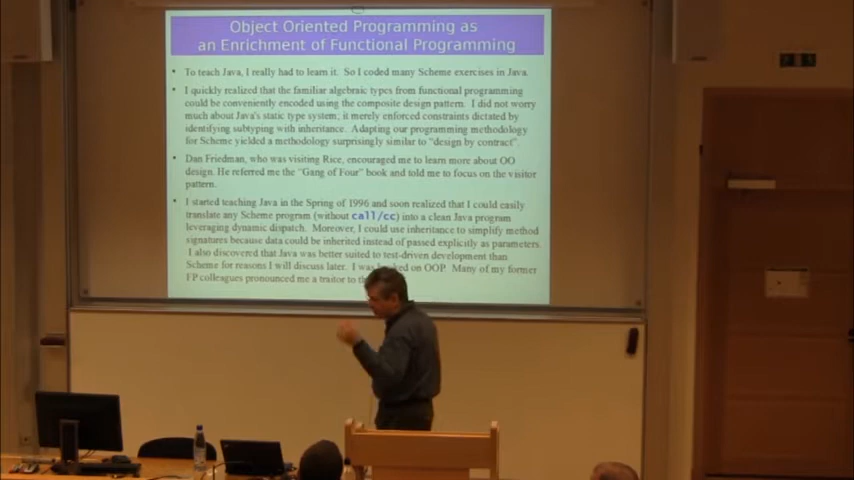 Object Oriented Programming as
an Enrichment of Functional Programming
• To teach Java, I really had to learn it. So I coded many Scheme exercises in Java.
• I quickly realized that the familiar algebraic types from functional programming
could be conveniently encoded using the composite design pattern. I did not worry
much about Java's static type system; it merely enforced constraints dictated by
identifying subtyping with inheritance. Adapting our programming methodology
for Scheme yielded a methodology surprisingly similar to "design by contract".
• Dan Friedman, who was visiting Rice, encouraged me to learn more about OO
design. He referred me the "Gang of Four" book and told me to focus on the visitor
pattern.
• I started teaching Java in the Spring of 1996 and soon realized that I could easily
translate any Scheme program (without call/cc) into a clean Java program
leveraging dynamic dispatch. Moreover, I could use inheritance to simplify method
signatures because data could be inherited instead of passed explicitly as parameters.
I also discovered that Java was better suited to test-driven development than
Scheme for reasons I will discuss later. I was on OOP. Many of my former
FP colleagues pronounced me a traitor to